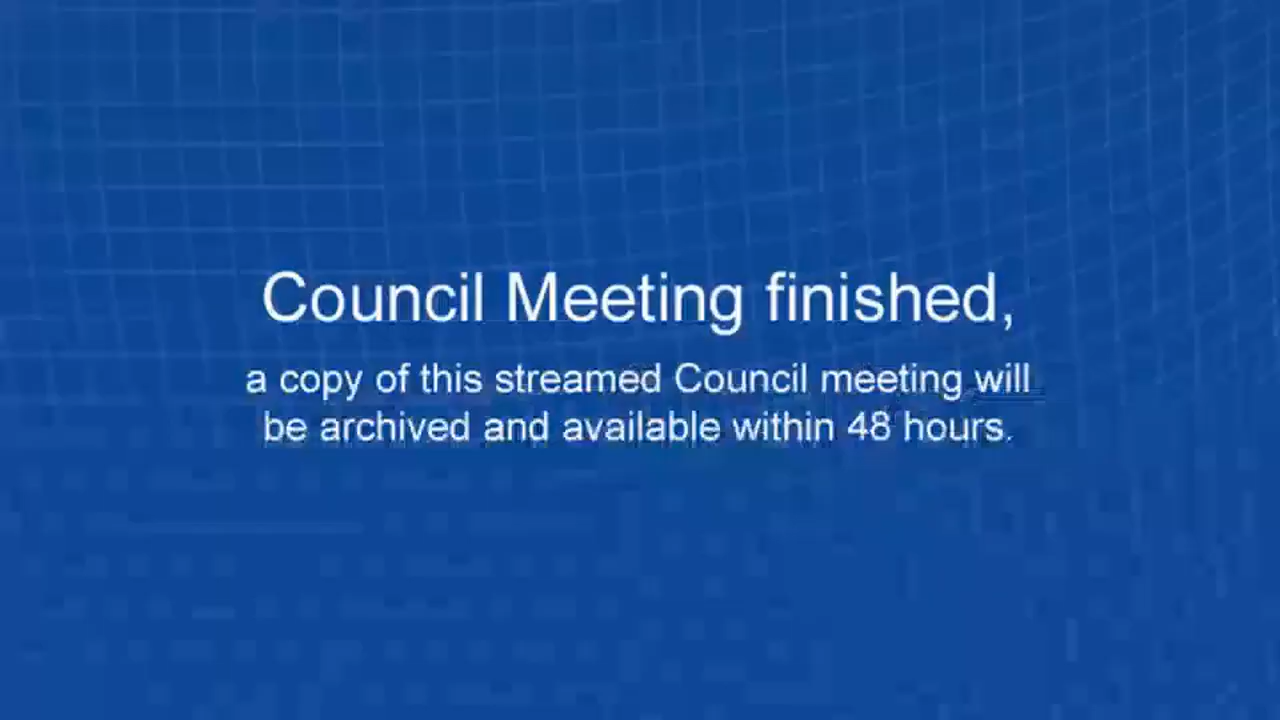 Council Meeting finished,
a copy of this streamed Council meeting will
be archived and available within 48 hours.